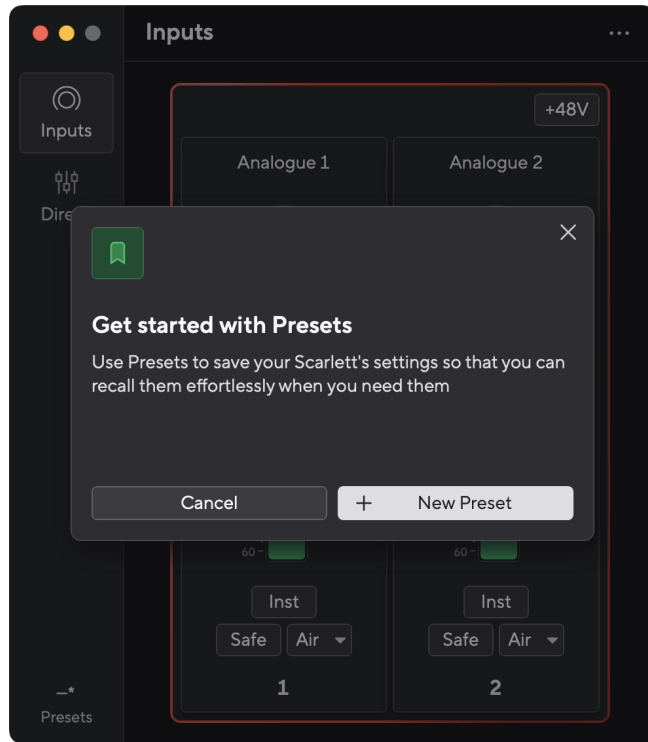 Inputs
...
Inputs
+48V
Analogue 1
Analogue 2
Dire
Get started with Presets
Use Presets to save your Scarlett's settings so that you can
recall them effortlessly when you need them
Cancel
+ New Preset
60-
60-
Inst
Inst
Safe
Air
Safe
Air
1
2
–*
Presets